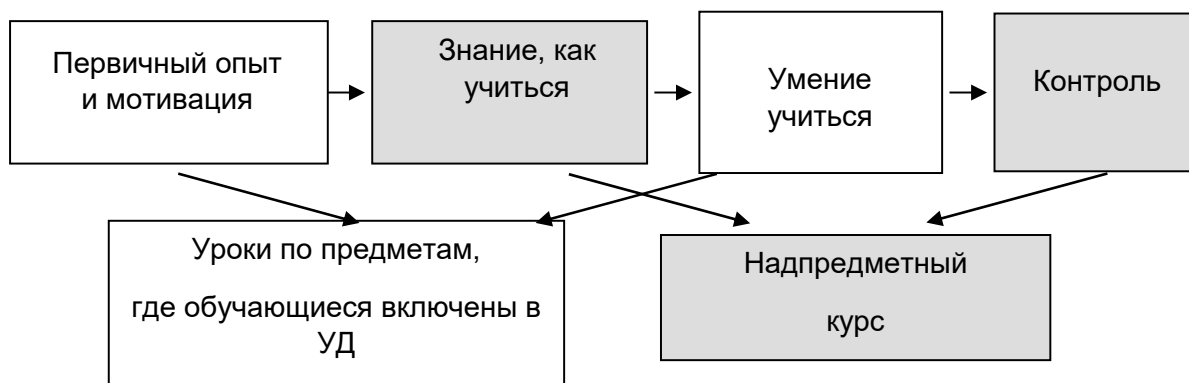 Первичный опыт
и мотивация
Знание, как
учиться
Умение
учиться
Контроль
Уроки по предметам,
где обучающиеся включены в
УД
Надпредметный
курс